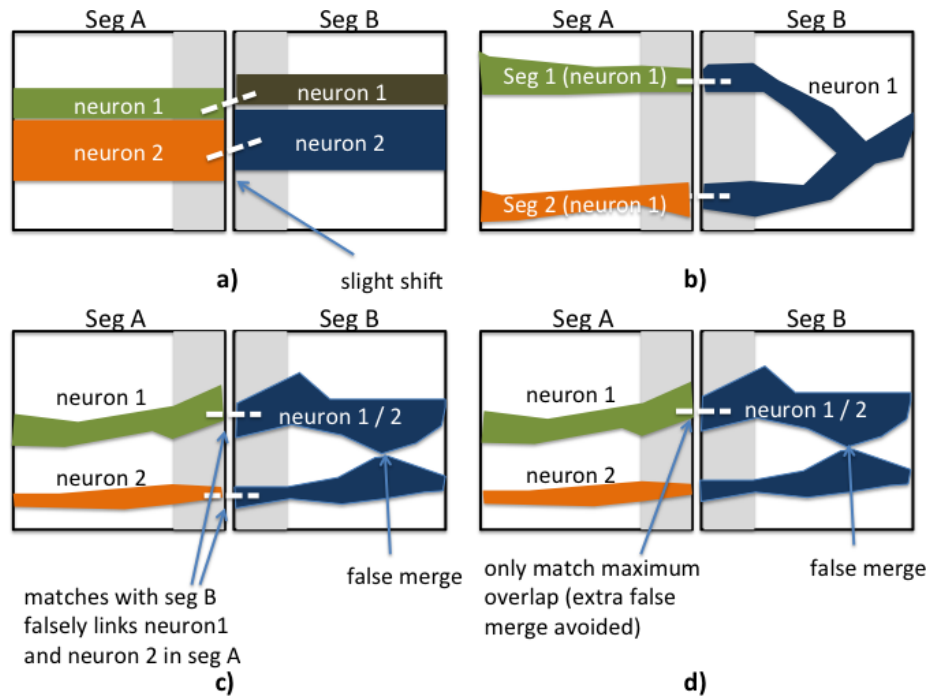 Seg A
Seg B
neuron 1
neuron 1
neuron 2
neuron 2
slight shift
a)
Seg A
Seg B
Seg 1 (neuron 1)
neuron 1
Seg 2 (neuron 1)
b)
Seg A
Seg B
neuron 1
neuron 1 / 2
neuron 2
false merge
matches with seg B
falsely links neuron1
and neuron 2 in seg A
c)
Seg A
Seg B
neuron 1
neuron 1 / 2
neuron 2
only match maximum
overlap (extra false
merge avoided)
false merge
d)